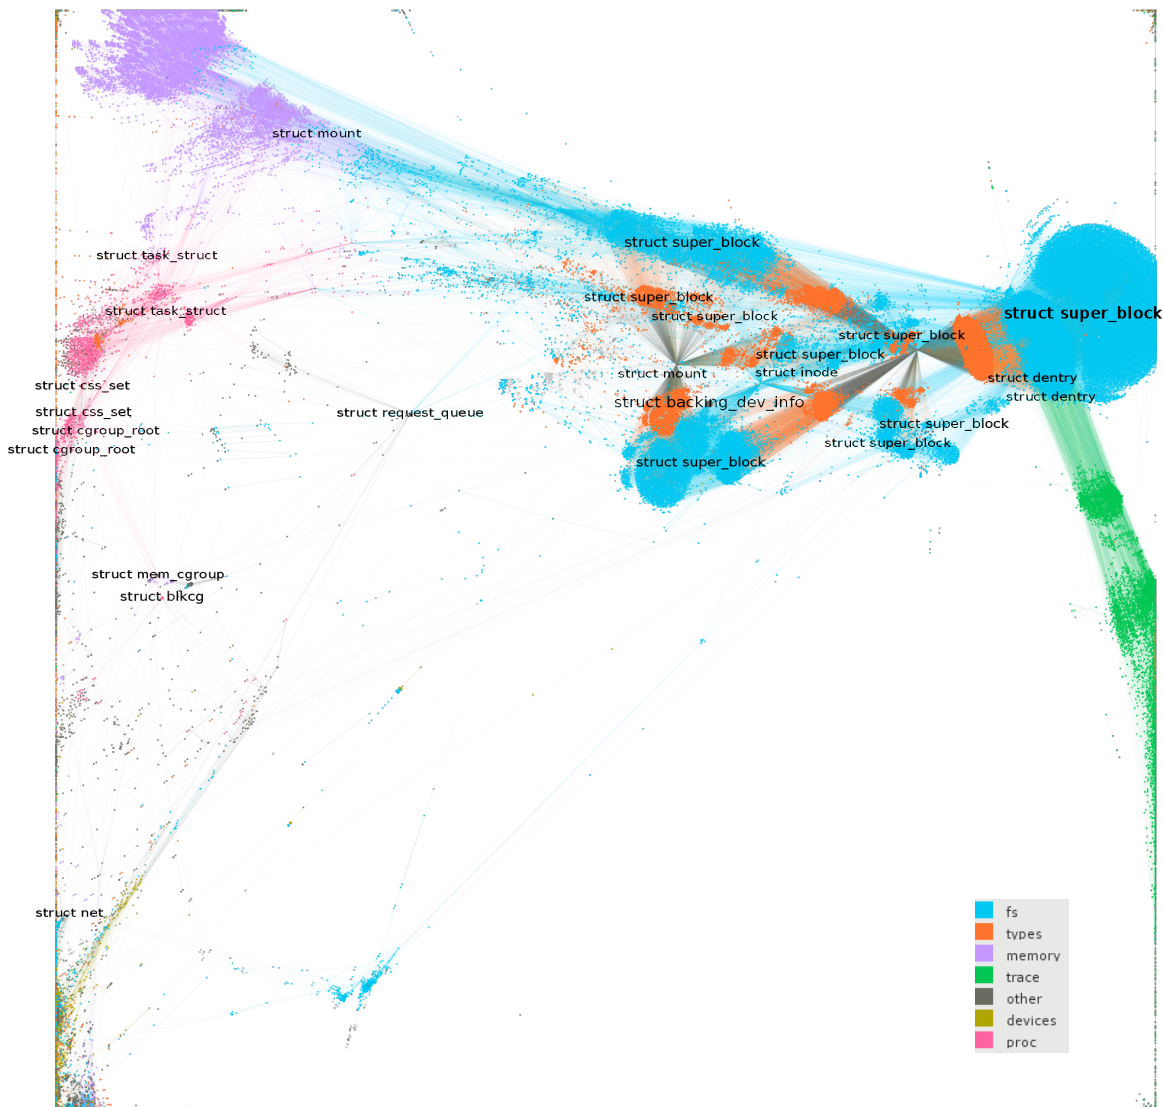 struct mount
struct super_block
struct task_struct
struct super_block
struct task_struct
struct super_block
struct super_block
struct super_block
struct super_block
struct mount
struct inode
struct dentry
struct css_set
struct dentry
struct backing_dev_info
struct css_set
struct request_queue
struct super_block
struct cgroup_root
struct super_block
struct cgroup_root
struct super_block
struct mem_cgroup
struct blkcg
struct net
fs
types
memory
trace
other
devices
proc